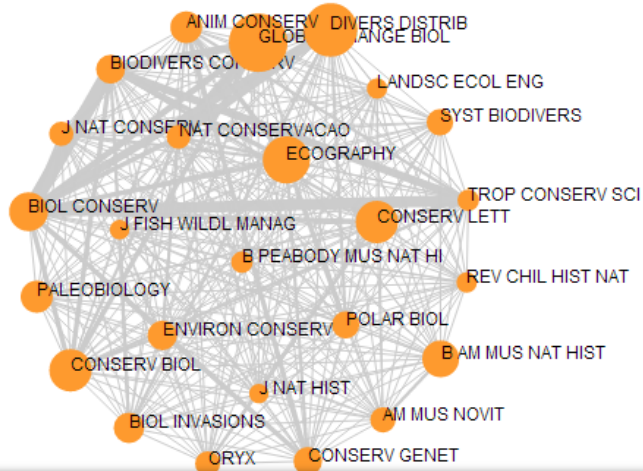 ANIM CONSERV
DIVERS DISTRIB
GLOB CHANGE BIOL
BIODIVERS CONSERV
LANDSC ECOL ENG
SYST BIODIVERS
J NAT CONSERV
NAT CONSERVACAO
ECOGRAPHY
TROP CONSERV SCI
BIOL CONSERV
CONSERV LETT
J FISH WILDL MANAG
B PEABODY MUS NAT HI
REV CHIL HIST NAT
PALEOBIOLOGY
POLAR BIOL
ENVIRON CONSERV
B AM MUS NAT HIST
CONSERV BIOL
J NAT HIST
AM MUS NOVIT
BIOL INVASIONS
ORYX
CONSERV GENET